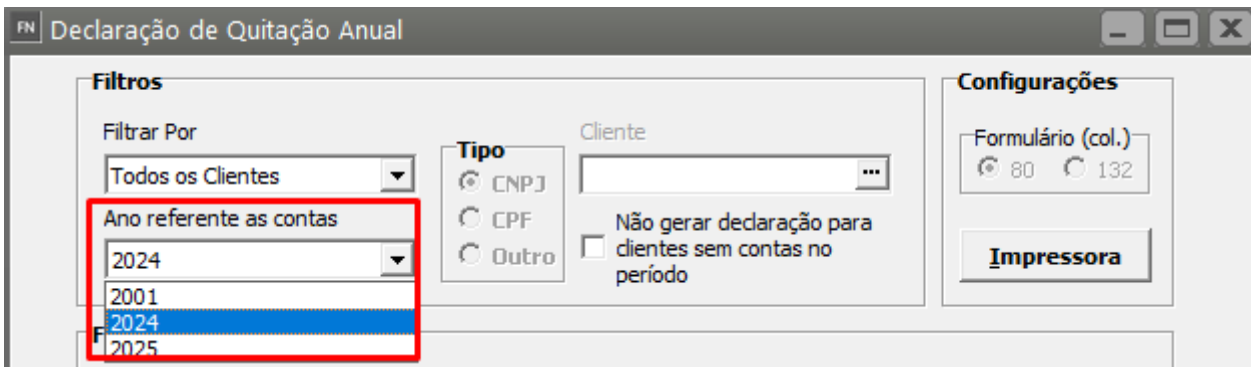 FN Declaração de Quitação Anual
Filtros
Filtrar Por
Todos os Clientes
Ano referente as contas
2024
2001
2024
2025
Tipo
CNPJ
CPF
Outro
Cliente
...
Não gerar declaração para
clientes sem contas no
período
Configurações
Formulário (col.)
80 132
Impressora
F